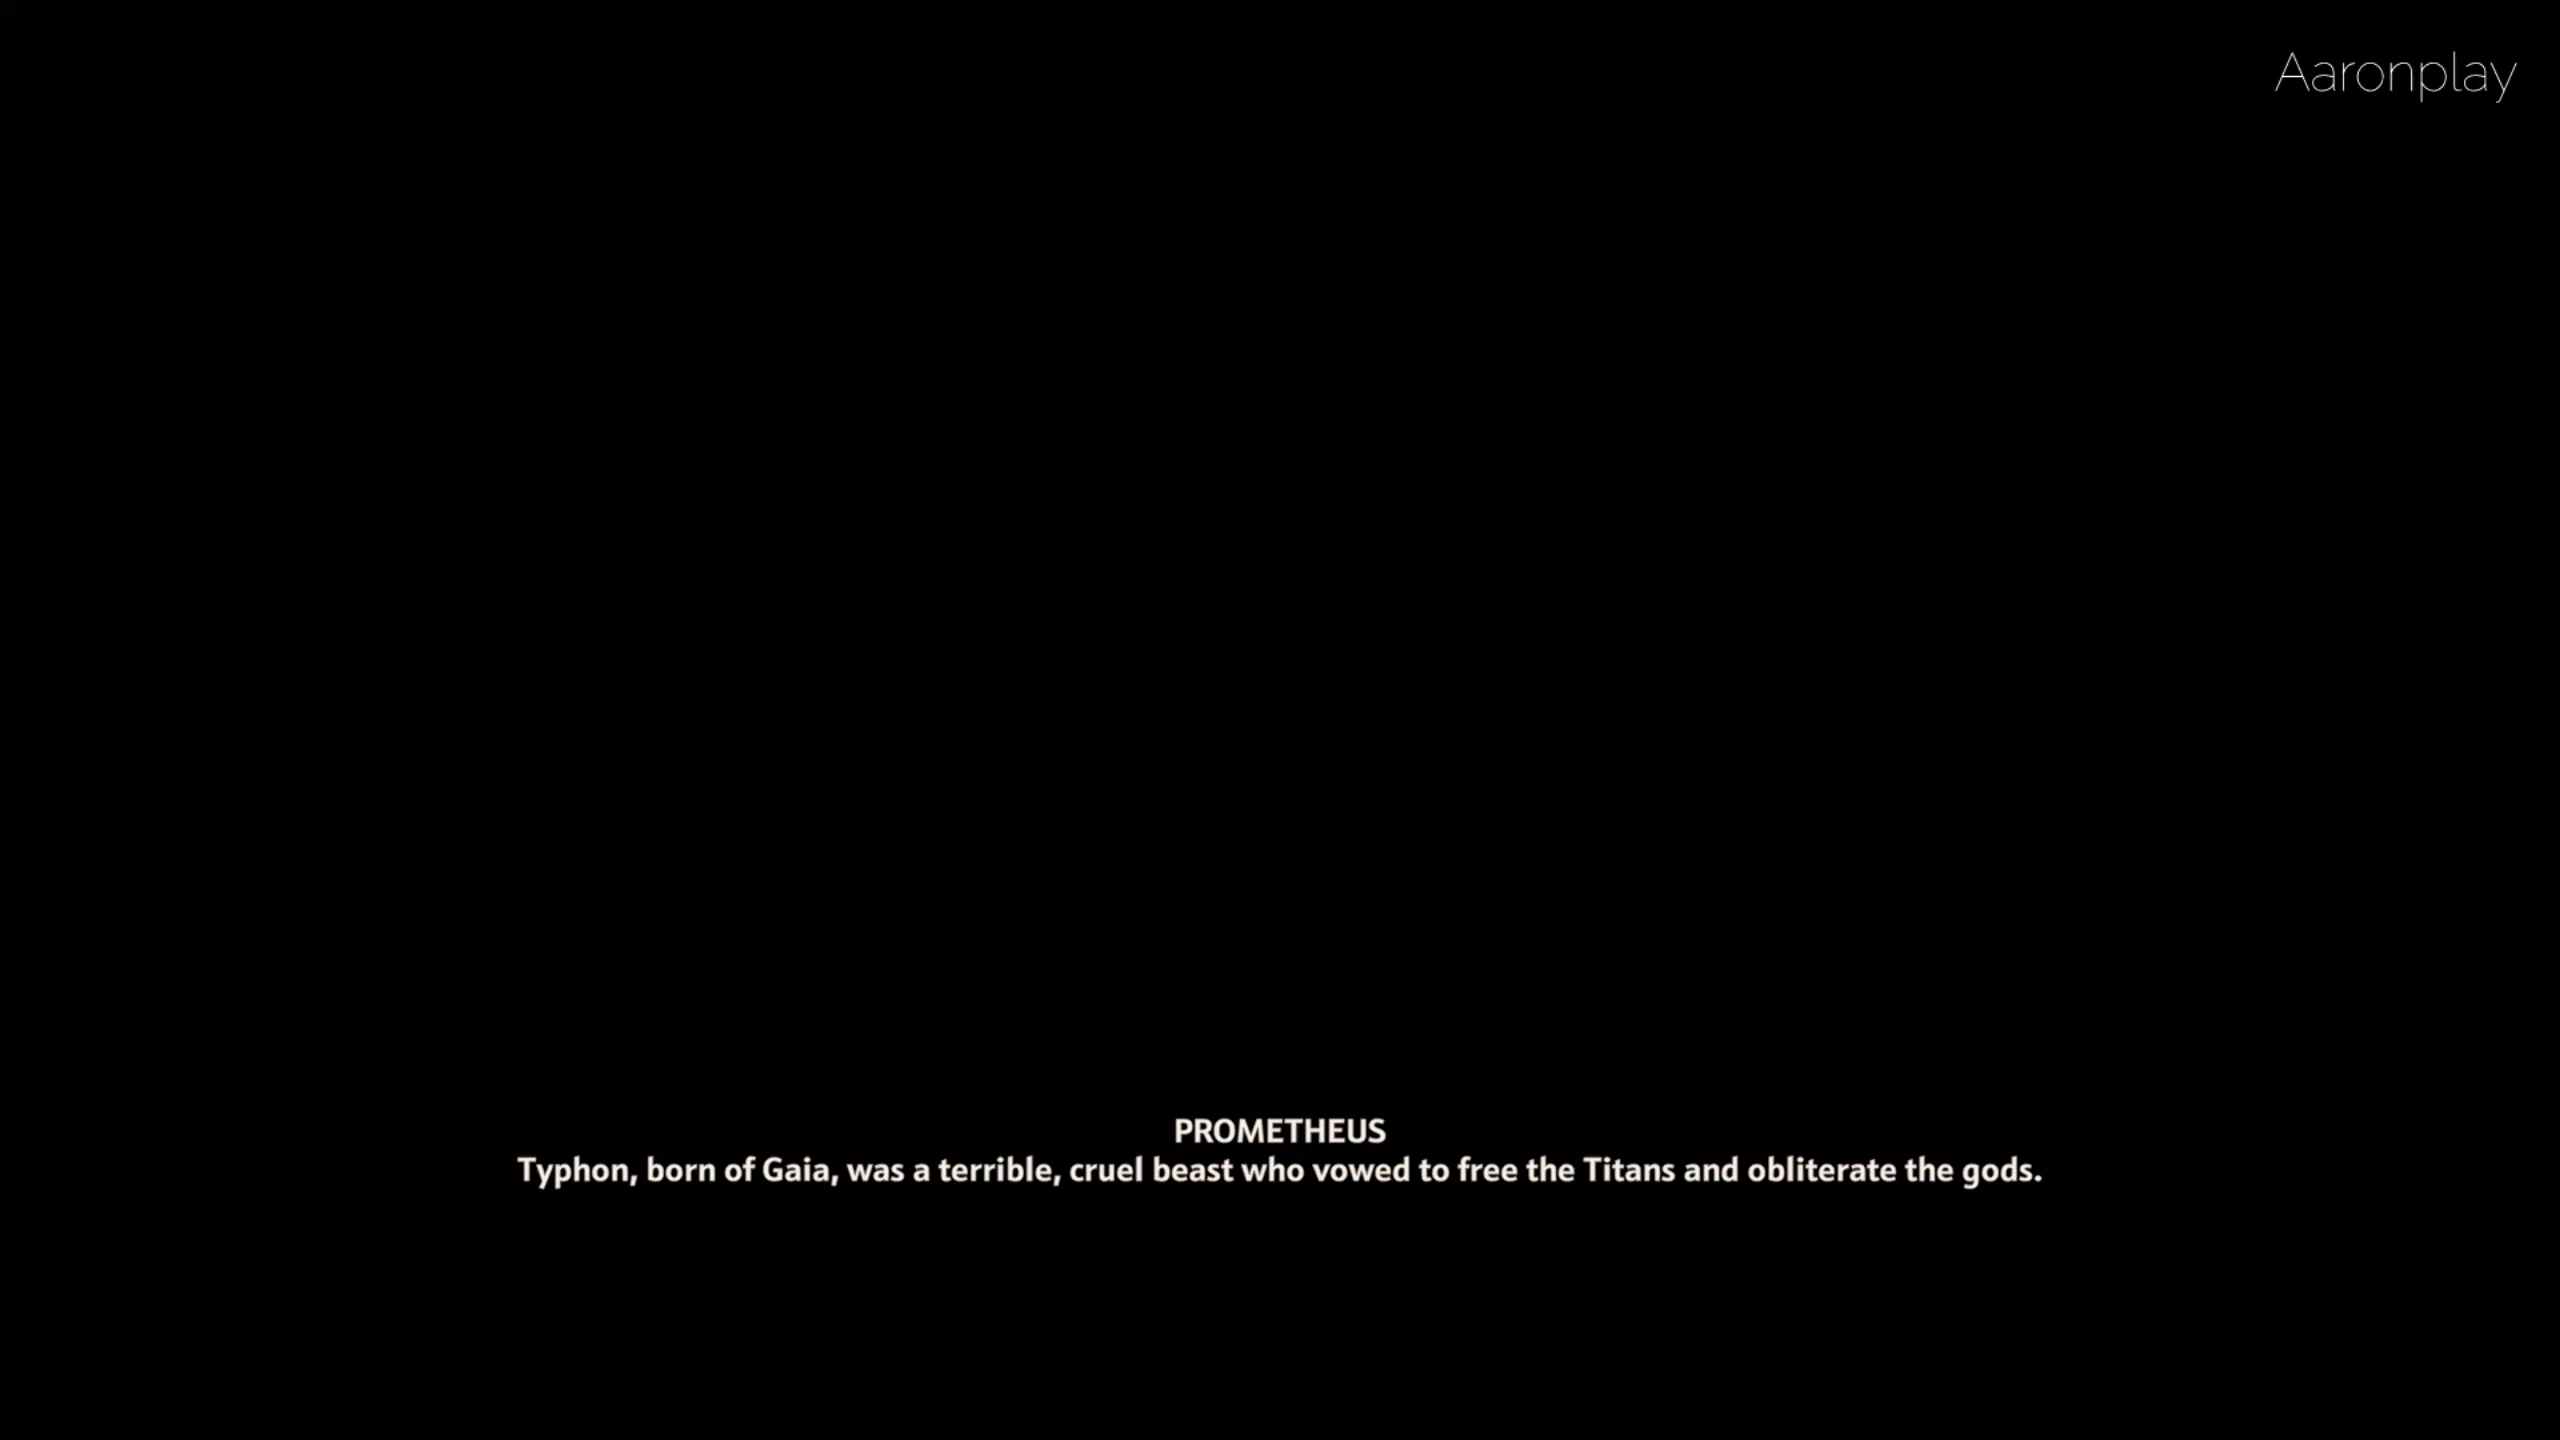 Aaronplay
PROMETHEUS
Typhon, born of Gaia, was a terrible, cruel beast who vowed to free the Titans and obliterate the gods.